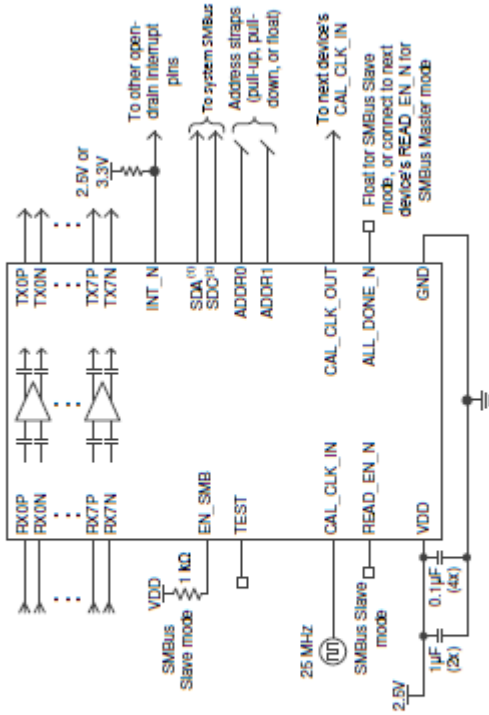 RX0P
RX0N
RX7P
RX7N
TX0P
TX0N
TX7P
TX7N
2.5V or
3.3V
To other open-
drain interrupt
pins
INT_N
VDD
1 kΩ
SMBus
Slave mode
EN_SMB
TEST
SDA(1)
SDC(1)
To system SMBus
ADDR0
ADDR1
Address straps
(pull-up, pull-
down, or float)
25 MHz
CAL_CLK_IN
CAL_CLK_OUT
To next device's
CAL_CLK_IN
SMBus Slave
mode
READ_EN_N
ALL_DONE_N
Float for SMBus Slave
mode, or connect to next
device's READ_EN_N for
SMBus Master mode
2.5V
VDD
GND
1µF
(2x)
0.1µF
(4x)